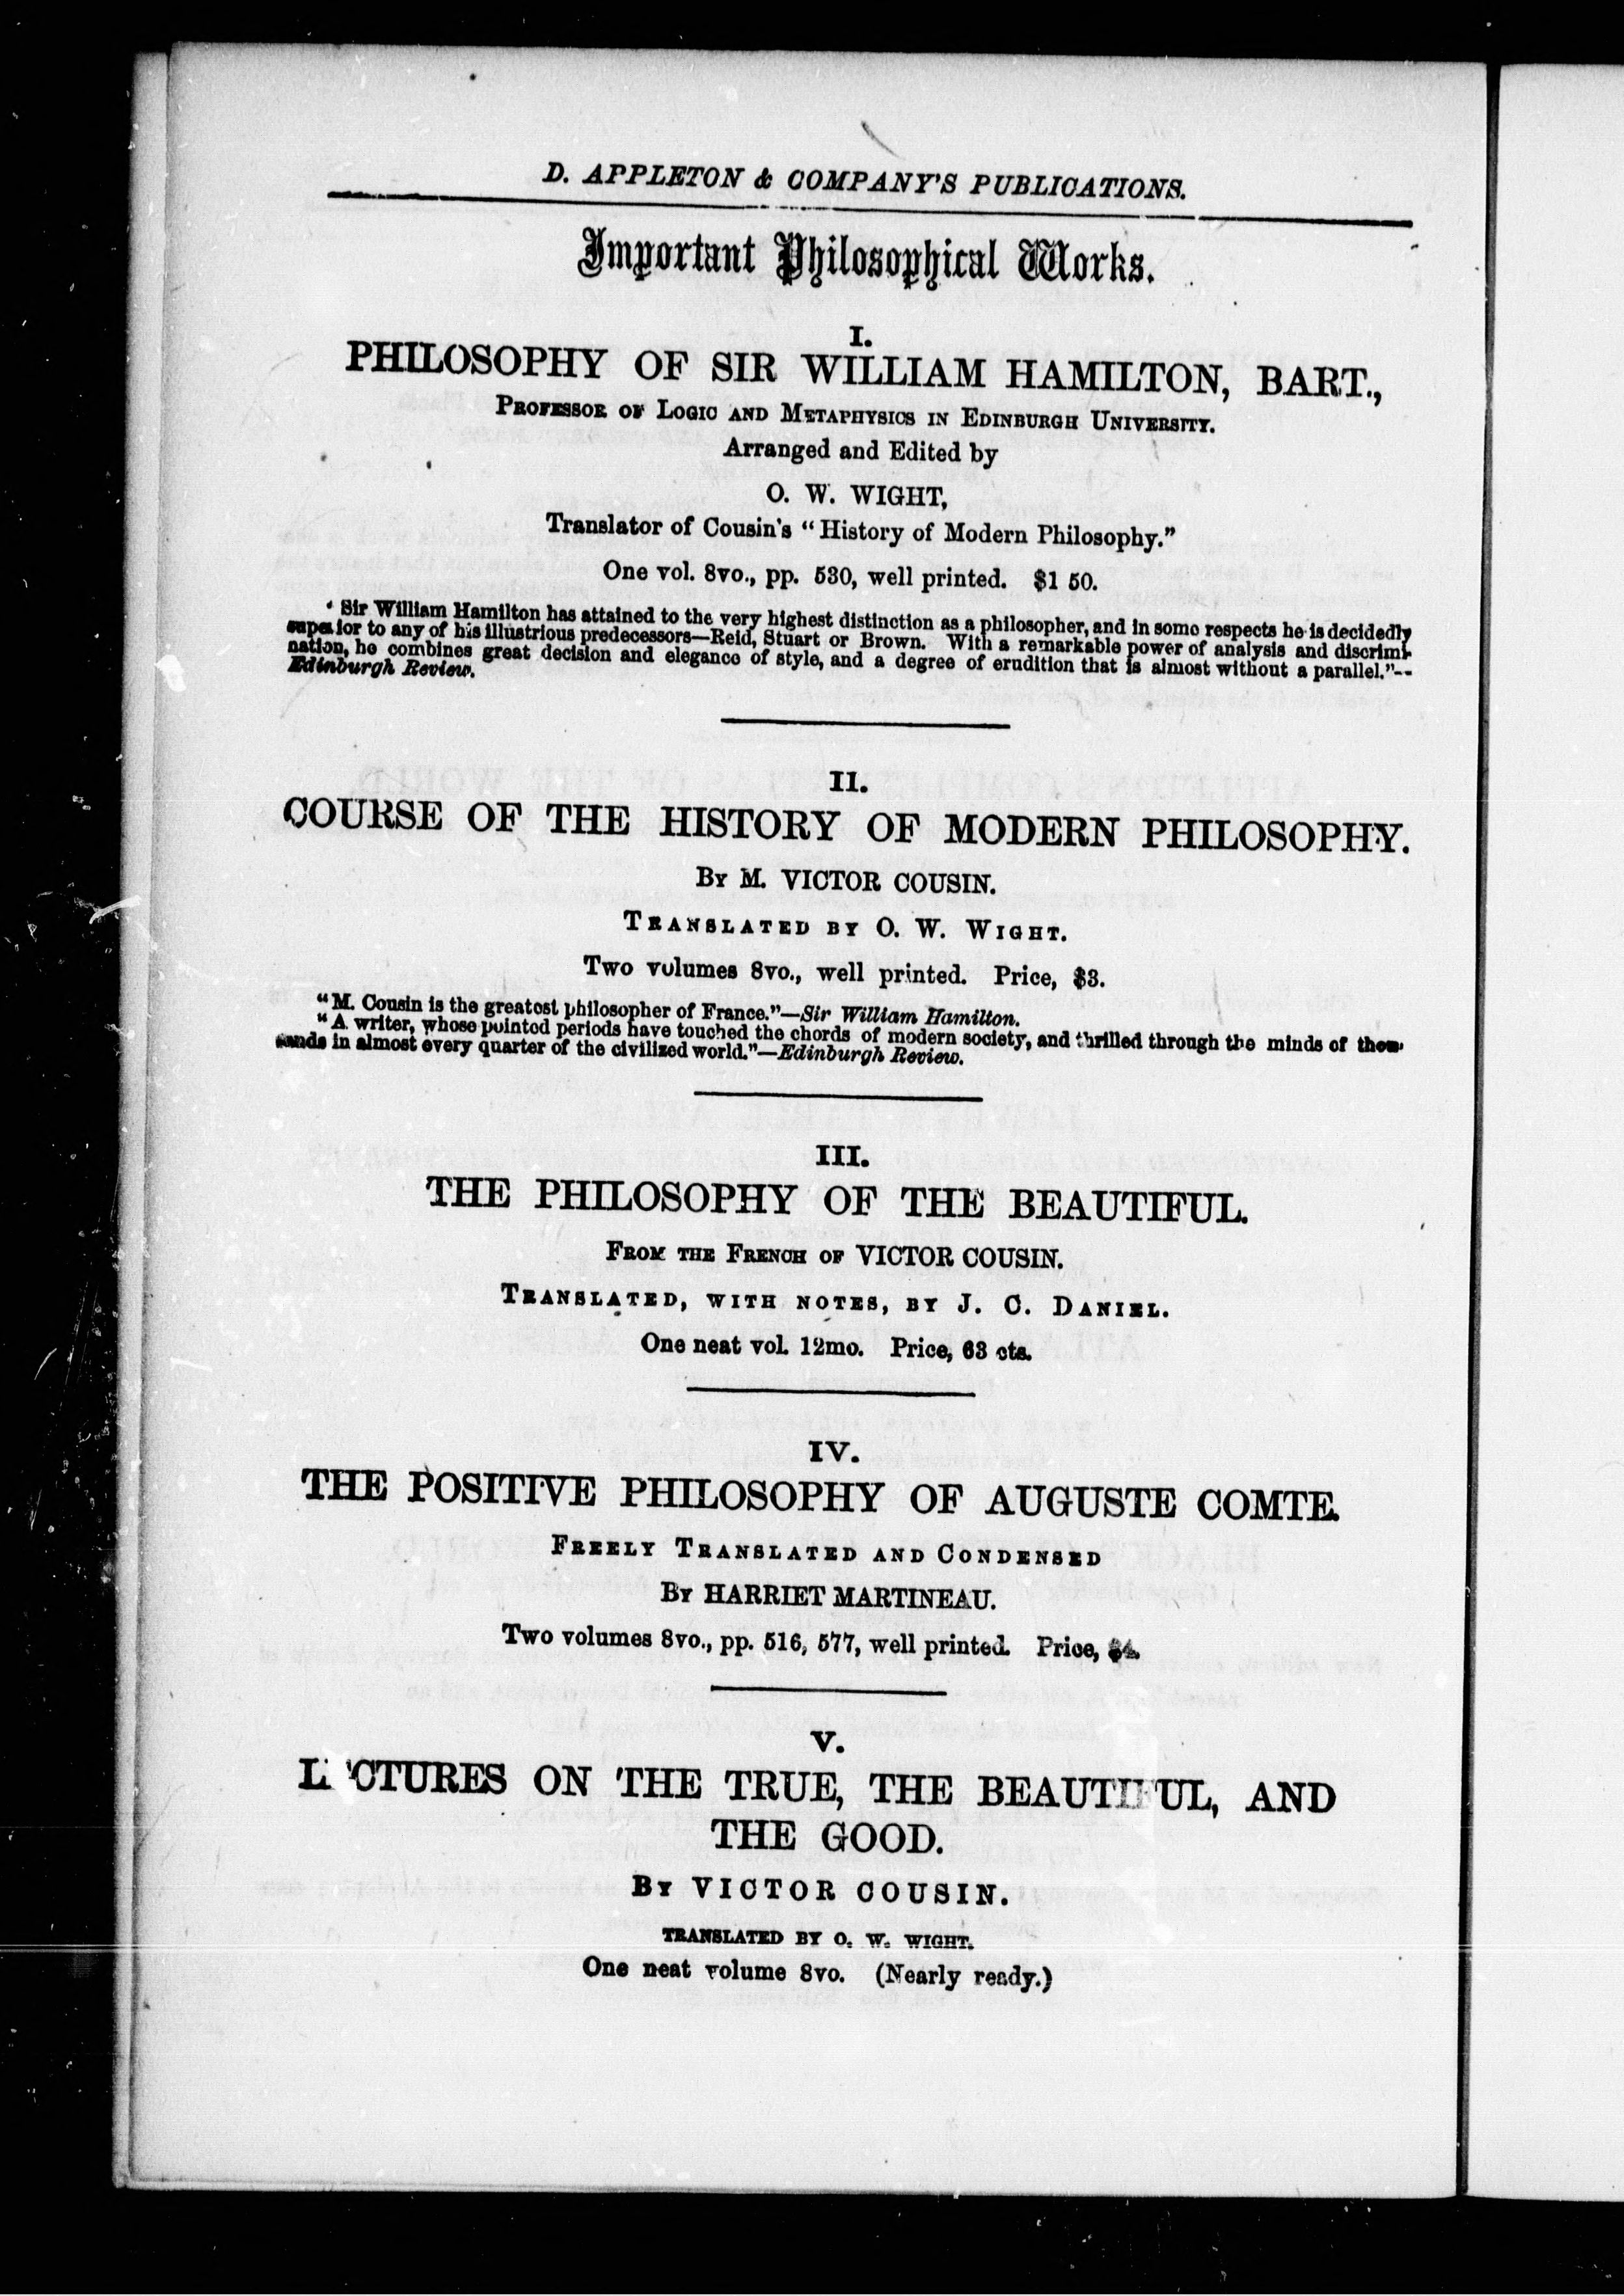 D. APPLETON & COMPANY'S PUBLICATIONS.
Important Philosophical Works.
I.
PHILOSOPHY OF SIR WILLIAM HAMILTON, BART.,
PROFESSOR OF LOGIC AND METAPHYSICS IN EDINBURGH UNIVERSITY.
Arranged and Edited by
O. W. WIGHT,
Translator of Cousin's "History of Modern Philosophy."
One vol. 8vo., pp. 530, well printed. $1 50.
' Sir William Hamilton has attained to the very highest distinction as a philosopher, and in some respects he is decidedly
superior to any of his illustrious predecessors—Reid, Stuart or Brown. With a remarkable power of analysis and discrimi-
nation, he combines great decision and elegance of style, and a degree of erudition that is almost without a parallel."--
Edinburgh Review.
II.
COURSE OF THE HISTORY OF MODERN PHILOSOPHY.
BY M. VICTOR COUSIN.
TRANSLATED BY O. W. WIGHT.
Two volumes 8vo., well printed. Price, $3.
"M. Cousin is the greatest philosopher of France."—Sir William Hamilton.
"A writer, whose pointed periods have touched the chords of modern society, and thrilled through the minds of thou-
sands in almost every quarter of the civilized world."—Edinburgh Review.
III.
THE PHILOSOPHY OF THE BEAUTIFUL.
FROM THE FRENCH OF VICTOR COUSIN.
TRANSLATED, WITH NOTES, BY J. C. DANIEL.
One neat vol. 12mo. Price, 63 cts.
IV.
THE POSITIVE PHILOSOPHY OF AUGUSTE COMTE.
FREELY TRANSLATED AND CONDENSED
BY HARRIET MARTINEAU.
Two volumes 8vo., pp. 516, 577, well printed. Price, $4.
V.
LECTURES ON THE TRUE, THE BEAUTIFUL, AND
THE GOOD.
BY VICTOR COUSIN.
TRANSLATED BY O. W. WIGHT.
One neat volume 8vo. (Nearly ready.)